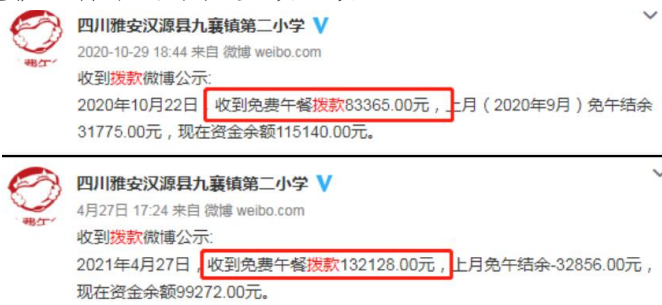 四川雅安汉源县九襄镇第二小学
2020-10-29 18:44 来自 微博 weibo.com
收到拨款微博公示:
2020年10月22日，收到免费午餐拨款83365.00元，上月（2020年9月）免午结余
31775.00元，现在资金余额115140.00元。
四川雅安汉源县九襄镇第二小学
4月27日 17:24 来自 微博 weibo.com
收到拨款微博公示:
2021年4月27日，收到免费午餐拨款132128.00元，上月免午结余-32856.00元，
现在资金余额99272.00元。